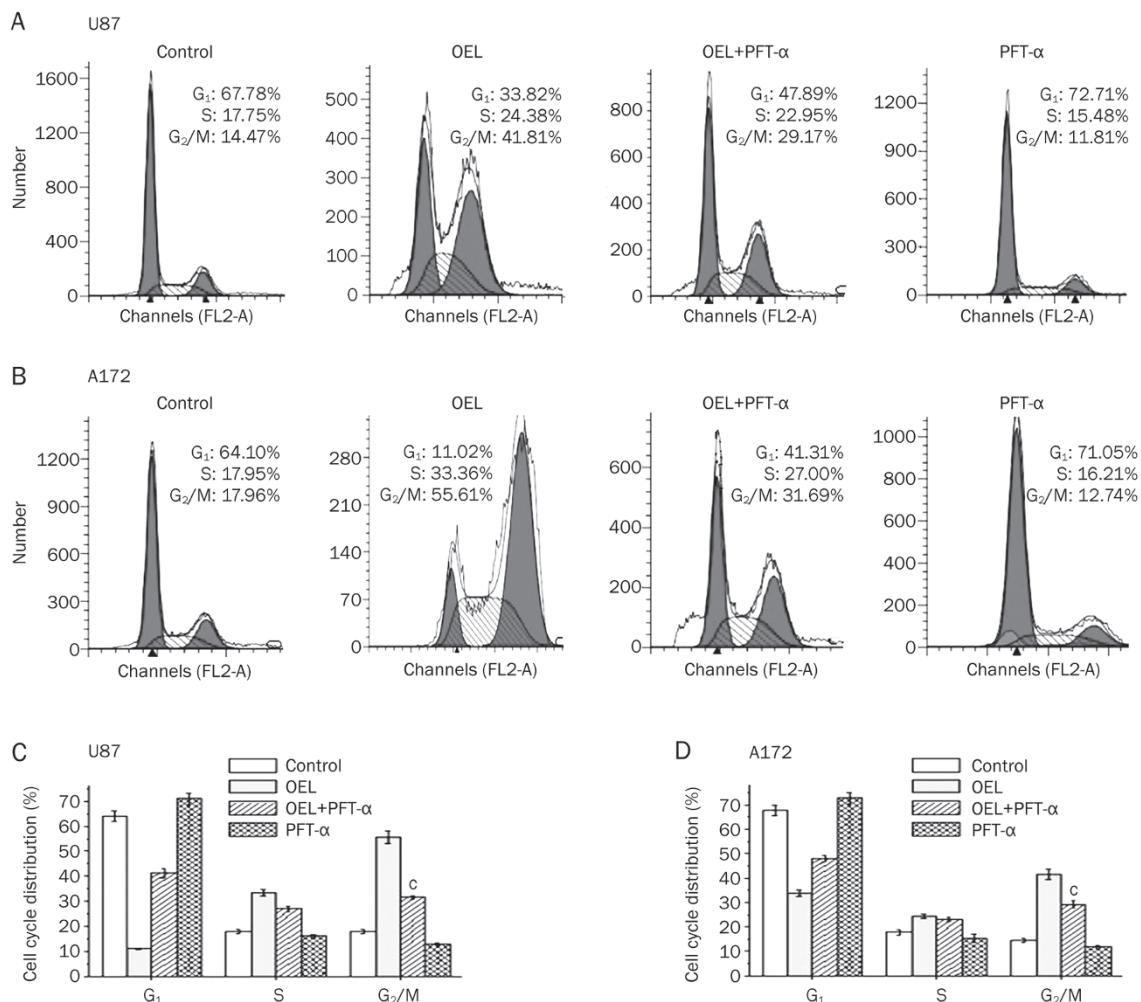 A
U87
Control
Number
1600
1200
800
400
0
G₁: 67.78%
S: 17.75%
G₂/M: 14.47%
Channels (FL2-A)
OEL
500
400
300
200
100
0
G₁: 33.82%
S: 24.38%
G₂/M: 41.81%
Channels (FL2-A)
OEL+PFT-α
800
600
400
200
0
G₁: 47.89%
S: 22.95%
G₂/M: 29.17%
Channels (FL2-A)
PFT-α
1200
900
600
300
0
G₁: 72.71%
S: 15.48%
G₂/M: 11.81%
Channels (FL2-A)
B
A172
Control
Number
1200
900
600
300
0
G₁: 64.10%
S: 17.95%
G₂/M: 17.96%
Channels (FL2-A)
OEL
280
210
140
70
0
G₁: 11.02%
S: 33.36%
G₂/M: 55.61%
Channels (FL2-A)
OEL+PFT-α
600
400
200
0
G₁: 41.31%
S: 27.00%
G₂/M: 31.69%
Channels (FL2-A)
PFT-α
1000
800
600
400
200
0
G₁: 71.05%
S: 16.21%
G₂/M: 12.74%
Channels (FL2-A)
C
U87
Control
OEL
OEL+PFT-α
PFT-α
Cell cycle distribution (%)
70
60
50
40
30
20
10
0
c
G₁
S
G₂/M
D
A172
Control
OEL
OEL+PFT-α
PFT-α
Cell cycle distribution (%)
70
60
50
40
30
20
10
0
c
G₁
S
G₂/M